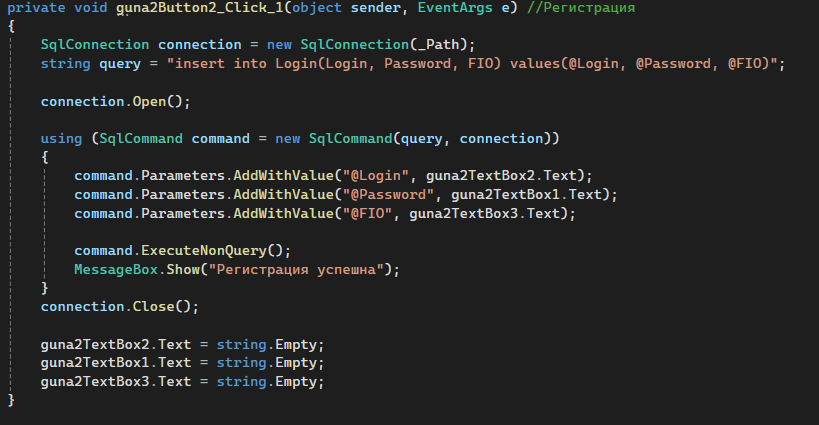 private void guna2Button2_Click_1(object sender, EventArgs e) //Регистрация
{
SqlConnection connection = new SqlConnection(_Path);
string query = "insert into Login(Login, Password, FIO) values(@Login, @Password, @FIO)";
connection.Open();
using (SqlCommand command = new SqlCommand(query, connection))
{
command.Parameters.AddWithValue("@Login", guna2TextBox2.Text);
command.Parameters.AddWithValue("@Password", guna2TextBox1.Text);
command.Parameters.AddWithValue("@FIO", guna2TextBox3.Text);
command.ExecuteNonQuery();
MessageBox.Show("Регистрация успешна");
}
connection.Close();
guna2TextBox2.Text = string.Empty;
guna2TextBox1.Text = string.Empty;
guna2TextBox3.Text = string.Empty;
}